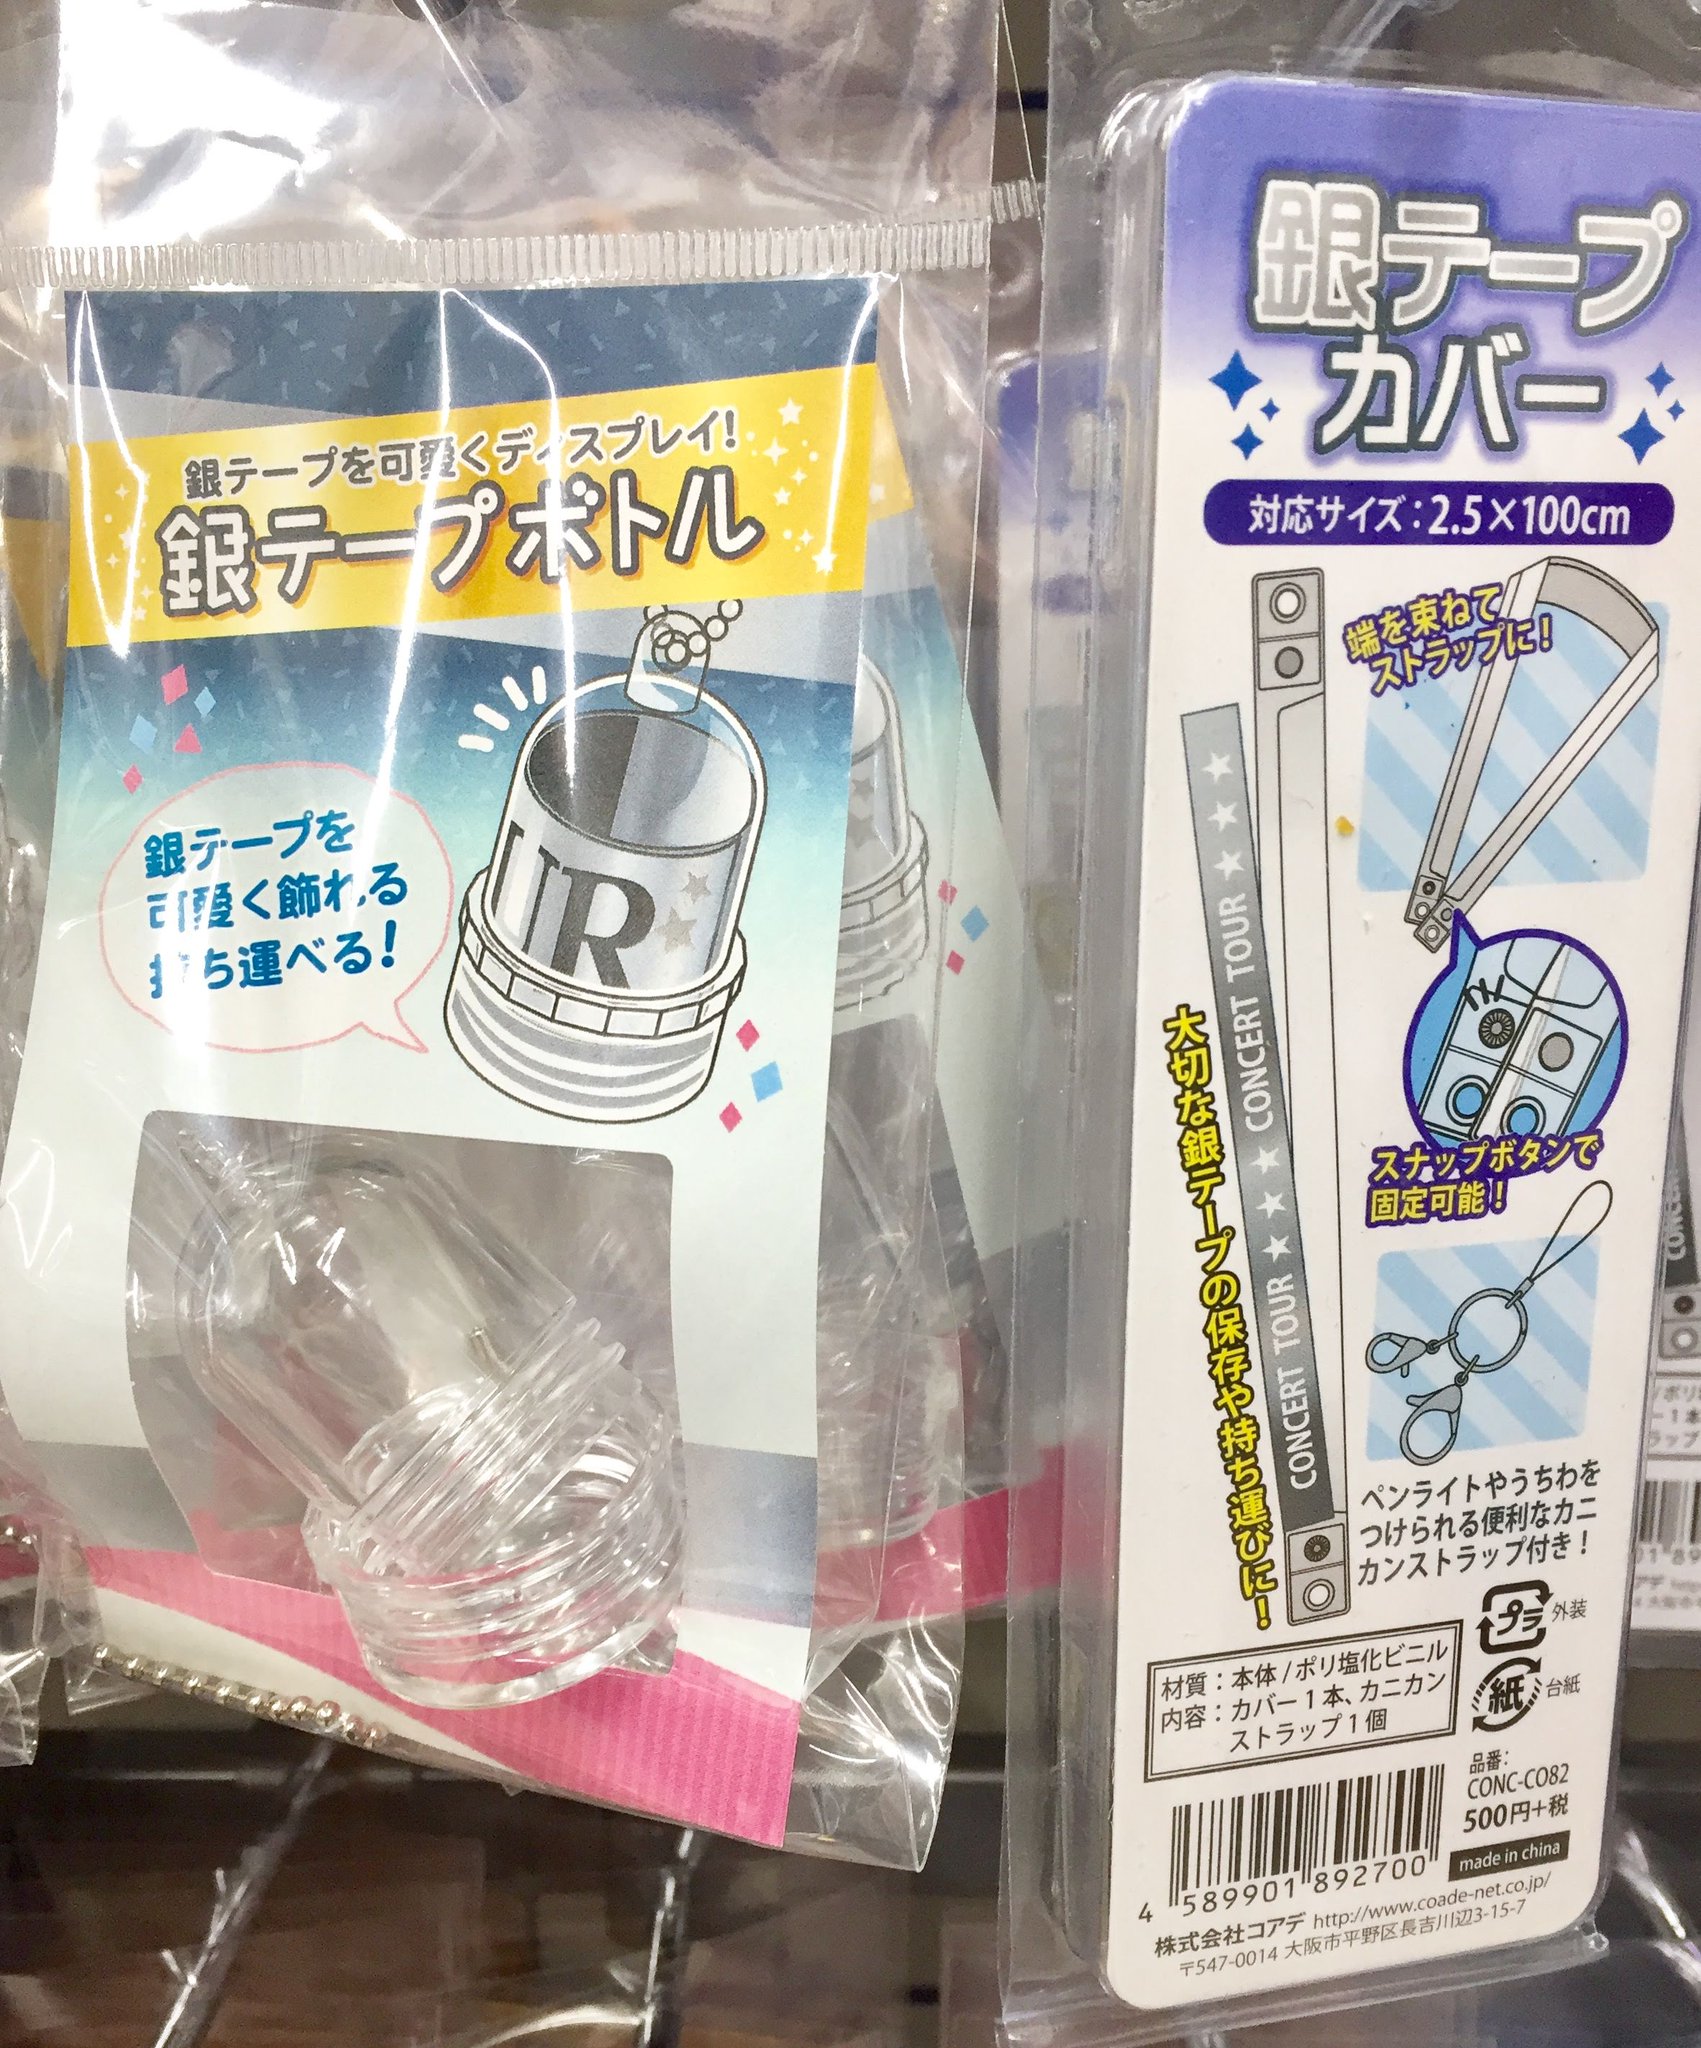 銀テープを可愛くディスプレイ!
銀テープボトル
銀テープを
可愛く飾れる
持ち運べる!
UR
銀テープ
カバー
対応サイズ：2.5×100cm
端を束ねて
ストラップに！
CONCERT TOUR ★ ★ ★ CONCERT TOUR ★ ★ ★
大切な銀テープの保存や持ち運びに！
スナップボタンで
固定可能！
ペンライトやうちわを
つけられる便利なカニ
カンストラップ付き！
プラ 外装
紙 台紙
材質：本体/ポリ塩化ビニル
内容：カバー１本、カニカン
ストラップ１個
品番：
CONC-CO82
500円+税
made in china
4 589901 892700
株式会社コアデ http://www.coade-net.co.jp/
〒547-0014 大阪市平野区長吉川辺3-15-7